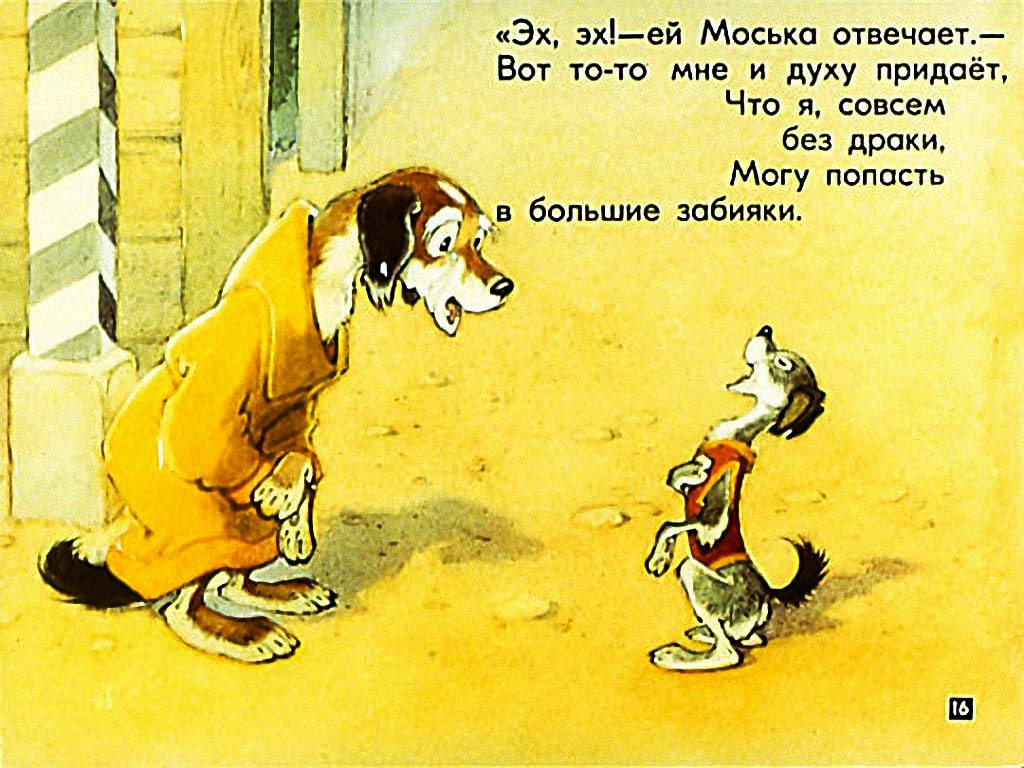 «Эх, эх!—ей Моська отвечает.—
Вот то-то мне и духу придаёт,
Что я, совсем
без драки,
Могу попасть
в большие забияки.
16